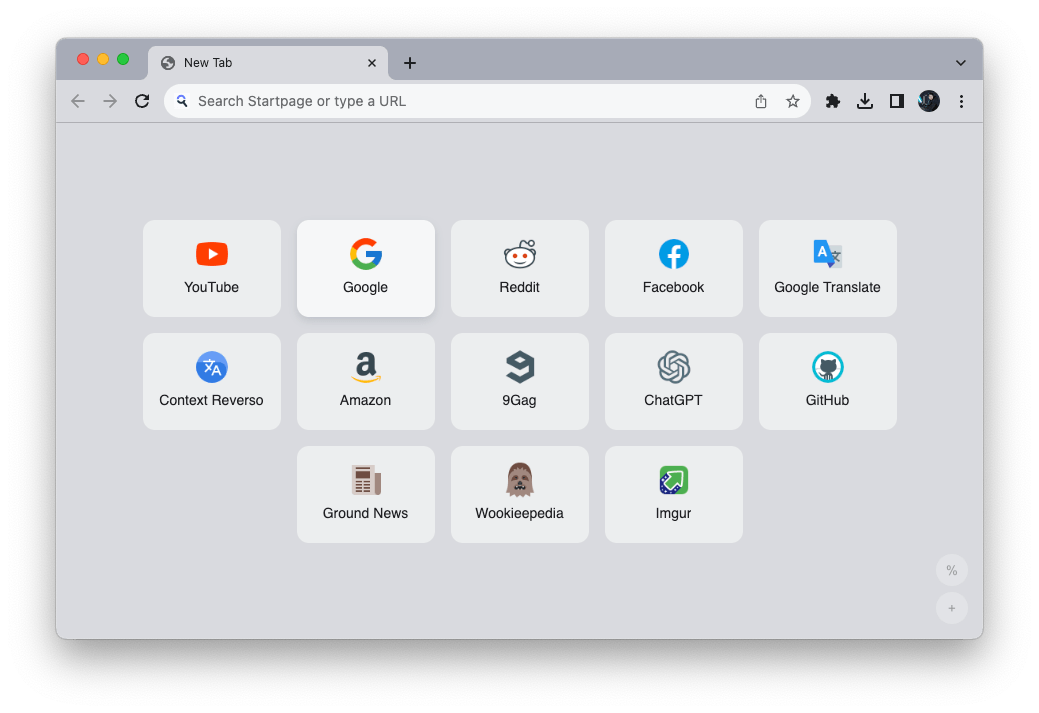 New Tab
Search Startpage or type a URL
YouTube
Google
Reddit
Facebook
Google Translate
Context Reverso
Amazon
9Gag
ChatGPT
GitHub
Ground News
Wookieepedia
Imgur
%
+